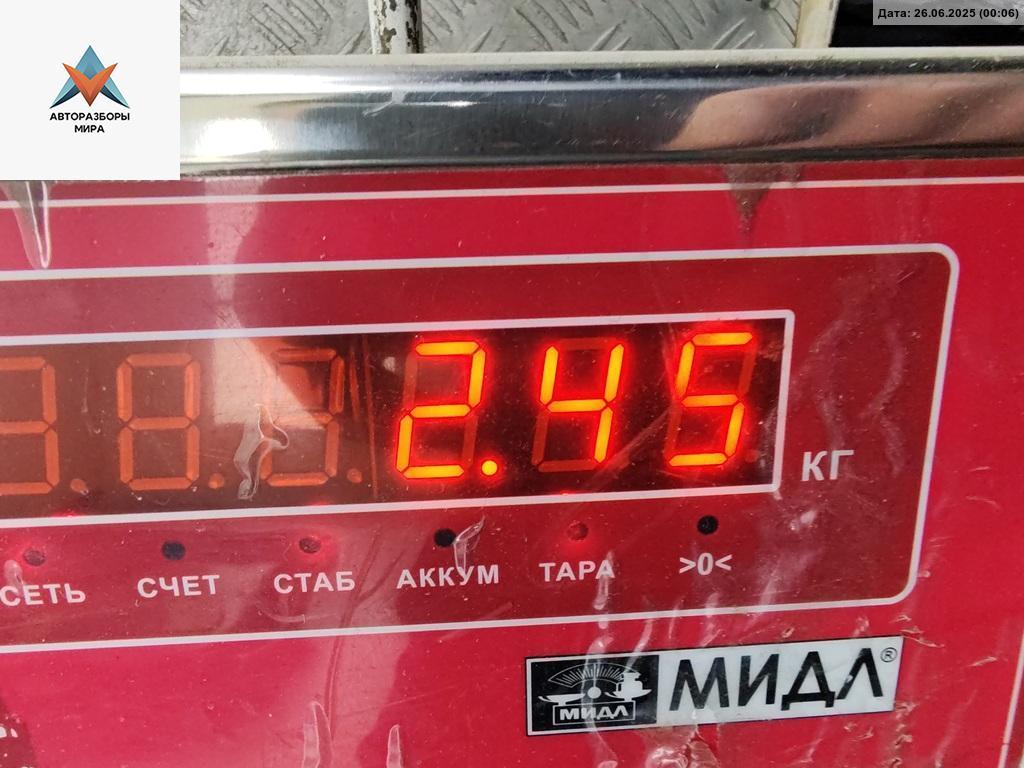 Дата: 26.06.2025 (00:06)
АВТОРАЗБОРЫ
МИРА
2.45
КГ
СЕТЬ СЧЕТ СТАБ АККУМ ТАРА >0<
МИДЛ МИДЛ®